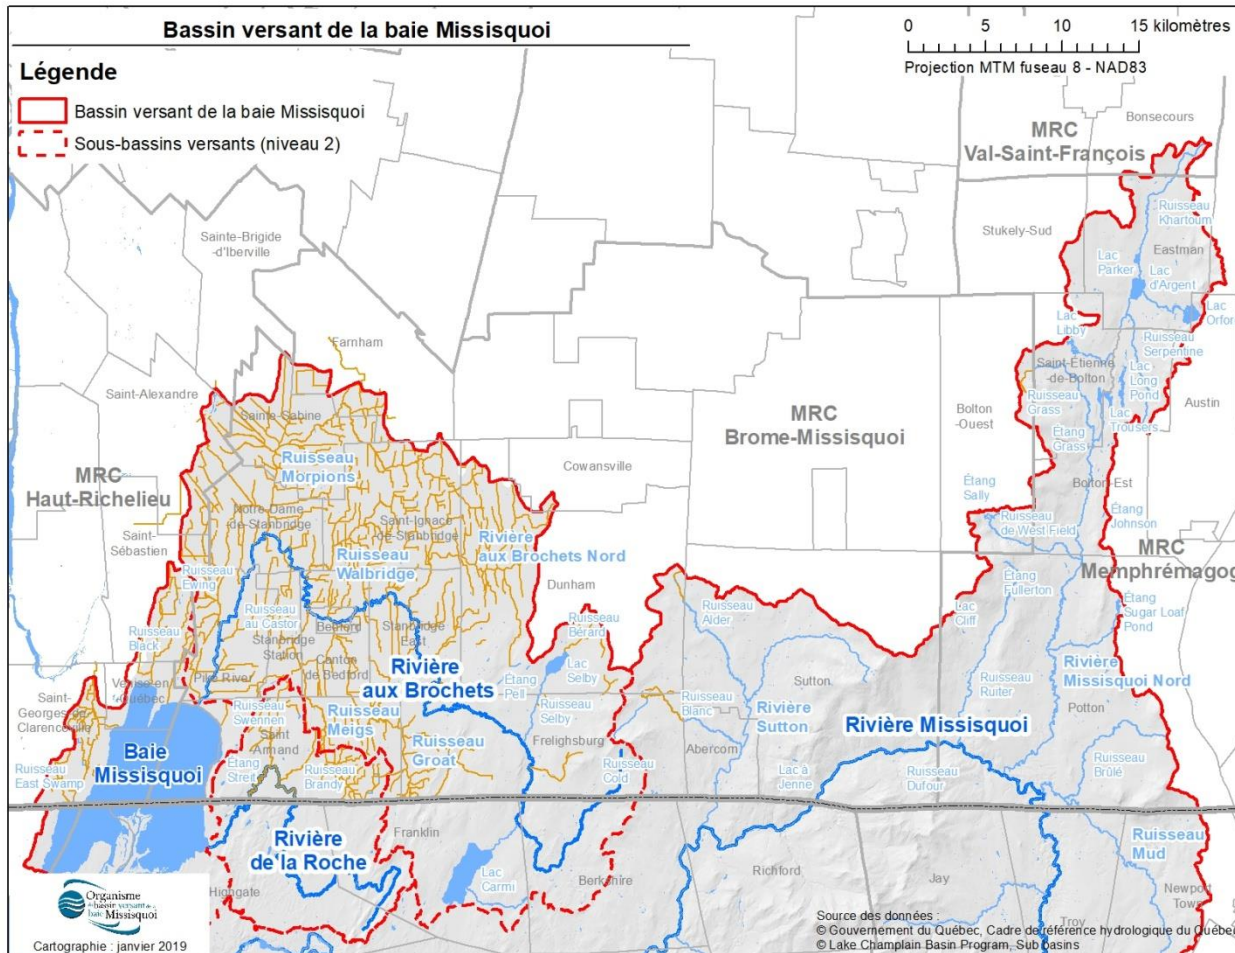 Bassin versant de la baie Missisquoi
0 5 10 15 kilomètres
Projection MTM fuseau 8 - NAD83
Légende
Bassin versant de la baie Missisquoi
Sous-bassins versants (niveau 2)
Bonsecours
MRC
Val-Saint-François
Ruisseau
Khartoum
Stukely-Sud
Eastman
Sainte-Brigide
-d'Iberville
Lac
Parker
Lac
d'Argent
Lac
Orfor
Lac
Libby
Ruisseau
Serpentine
Farnham
Saint-Étienne
-de-Bolton
Saint-Alexandre
Lac
Long
Pond
Ruisseau
Grass
Austin
Sainte-Sabine
MRC
Brome-Missisquoi
Bolton
-Ouest
Lac
Trousers
Étang
Grass
Ruisseau
Morpions
Cowansville
MRC
Haut-Richelieu
Étang
Sally
Bolton-Est
Notre-Dame
-de-Stanbridge
Saint-Ignace
-de-Stanbridge
Étang
Johnson
Saint-
Sébastien
Rivière
aux Brochets Nord
Ruisseau
de West Field
MRC
Memphrémagog
Ruisseau
Walbridge
Ruisseau
Ewing
Dunham
Étang
Fullerton
Étang
Sugar Loaf
Pond
Ruisseau
au Castor
Ruisseau
Alder
Lac
Cliff
Ruisseau
Bérard
Bedford
Stanbridge
East
Ruisseau
Black
Stanbridge
Station
Canton
de Bedford
Rivière
aux Brochets
Lac
Selby
Rivière
Missisquoi Nord
Étang
Pell
Pike River
Venise-en
-Québec
Sutton
Ruisseau
Ruiter
Saint-
Georges-de-
Clarenceville
Ruisseau
Swennen
Ruisseau
Meigs
Ruisseau
Selby
Ruisseau
Blanc
Rivière
Sutton
Rivière Missisquoi
Potton
Saint
Armand
Baie
Missisquoi
Ruisseau
Groat
Frelighsburg
Abercorn
Étang
Streit
Ruisseau
East Swamp
Ruisseau
Brandy
Ruisseau
Cold
Lac à
Jenne
Ruisseau
Dufour
Ruisseau
Brûlé
Rivière
de la Roche
Franklin
Ruisseau
Mud
Lac
Carmi
Berkshire
Richford
Jay
Highgate
Newport
Town
Troy
Organisme
de bassin versant de la
baie Missisquoi
Cartographie : janvier 2019
Source des données :
© Gouvernement du Québec, Cadre de référence hydrologique du Québec
© Lake Champlain Basin Program, Sub basins